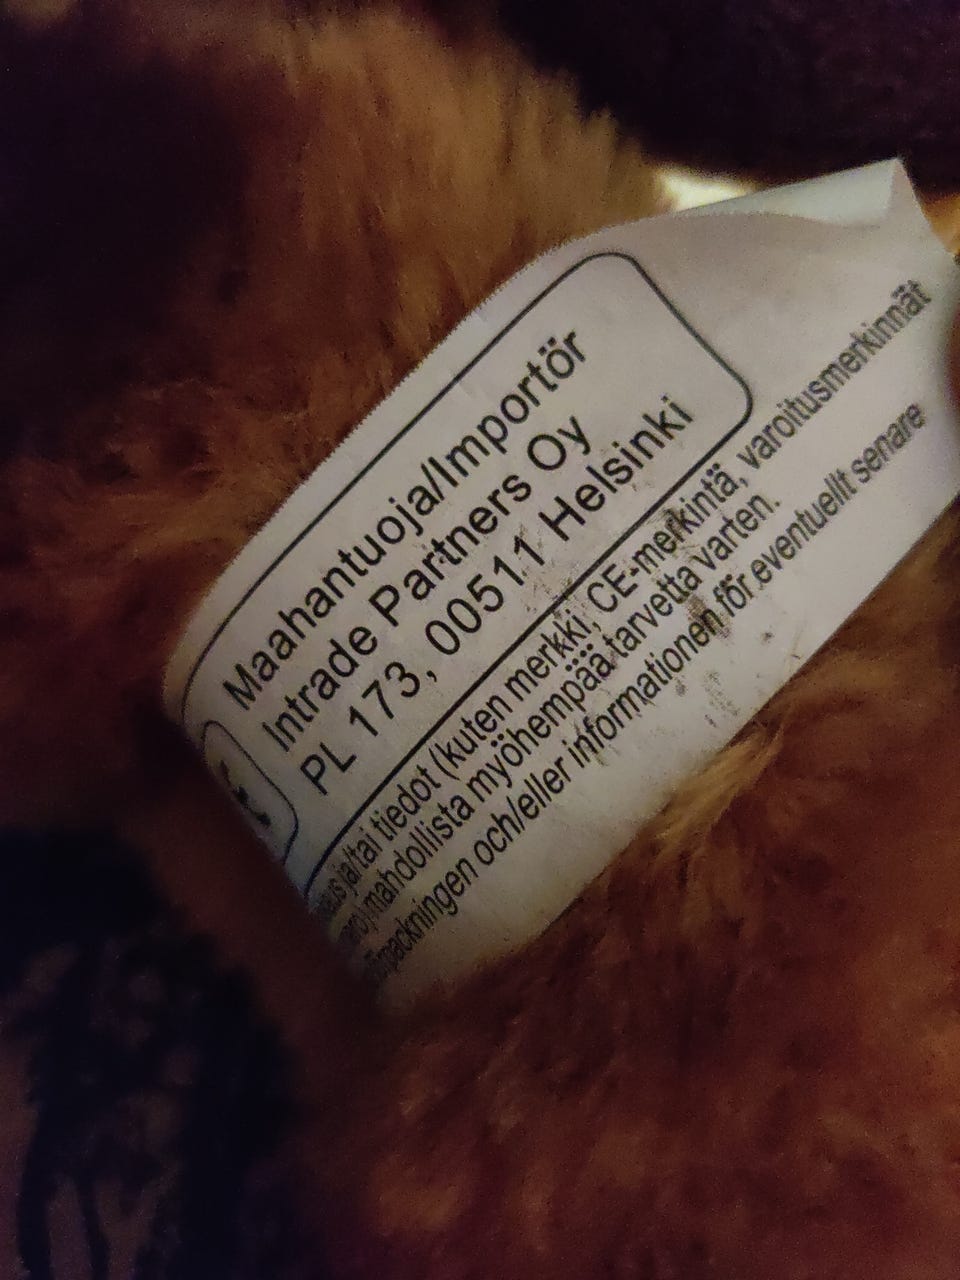 Maahantuoja/Importör
Intrade Partners Oy
PL 173, 00511 Helsinki
ja/tai tiedot (kuten merkki, CE-merkintä, varoitusmerkinnät
mahdollista myöhempää tarvetta varten.
och/eller informationen för eventuellt senare